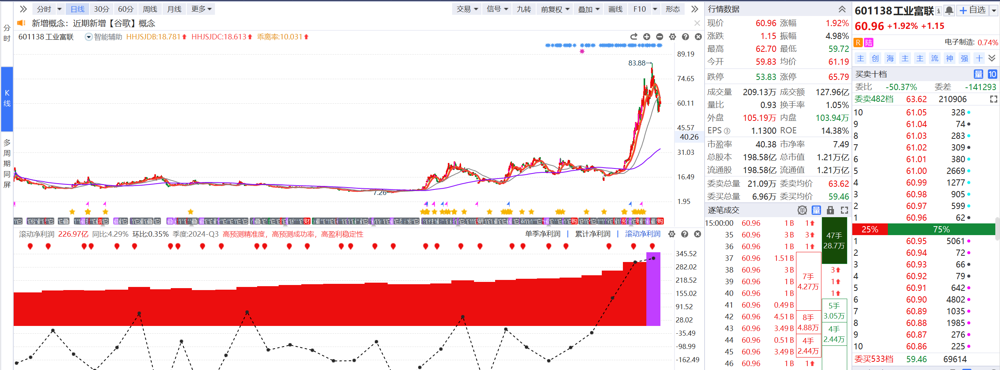 分时 日线 30分 60分 周线 月线 更多 交易 信号 九转 前复权 叠加 画线 F10 形态
新增概念：近期新增【谷歌】概念
601138 工业富联 智能辅助 HHJSJDB:18.781 HHJSJDC:18.613 乖离率:10.031
分时
K线
多周期同屏
89.19
83.88→
74.65
60.11
45.57
40.26
31.03
16.49
7.26
1.95
滚动净利润 226.97亿 同比:4.29% 环比:0.35% 季度:2024-Q3 高预测精准度，高预测成功率，高盈利稳定性 单季净利润 | 累计净利润 | 滚动净利润
345.52
282.02
218.52
155.02
91.52
28.02
-35.49
-98.99
-162.49
行情数据
现价 60.96 涨幅 1.92%
涨跌 1.15 振幅 4.98%
最高 62.70 最低 59.72
今开 59.83 均价 61.19
跌停 53.83 涨停 65.79
成交量 209.13万 成交额 127.96亿
量比 0.93 换手率 1.05%
外盘 105.19万 内盘 103.94万
EPS ③ 1.1300 ROE 14.38%
市盈率 40.38 市净率 7.49
总股本 198.58亿 总市值 1.21万亿
流通股 198.58亿 流通值 1.21万亿
委卖总量 21.09万 委卖均价 63.62
委买总量 6.96万 委买均价 59.46
逐笔成交 单 量
15:00:00 60.96 1 B 1
35 60.96 3 B 3
36 60.96 1 B 1
37 60.96 1.51 B
38 60.96 3 B
39 60.96 1 B
40 60.96 1 B
41 60.96 0.49 B
42 60.96 4.51 B
43 60.96 3.49 B
44 60.96 0.51 B
45 60.96 3.49 B
46 60.96 1 B 1
7手
4.27万
8手
4.88万
4手
2.44万
47手
28.7万
3
1
1
5手
3.05万
4手
2.44万
601138 工业富联 自选
60.96 +1.92% +1.15
R 陆 电子制造: 0.74%
主 创 海 主 主 流 神 强 十
买卖十档 量 10
委比 -50.37% 委差 -141293
委卖482档 63.62 210906
10 61.05 328
9 61.04 74
8 61.03 283
7 61.02 309
6 61.01 380
5 61.00 2669
4 60.99 1277
3 60.98 905
2 60.97 599
1 60.96 62
25% 75%
1 60.95 5061
2 60.94 72
3 60.93 66
4 60.92 79
5 60.91 642
6 60.90 4802
7 60.89 1035
8 60.88 1985
9 60.87 276
10 60.86 225
委买533档 59.46 69614